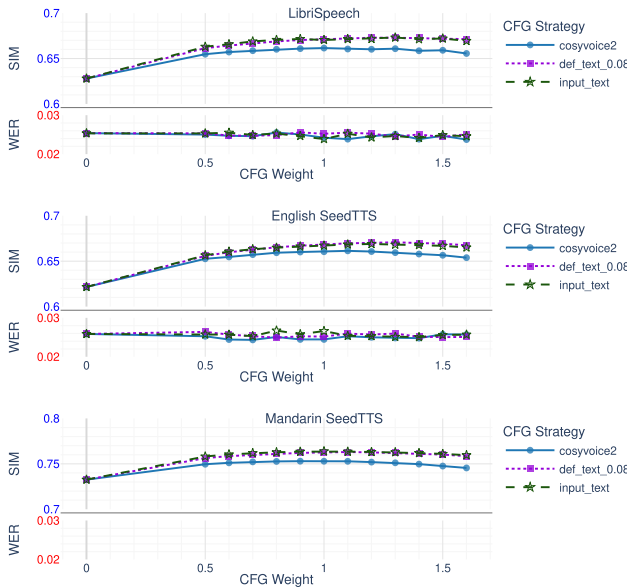 LibriSpeech
0.7
SIM
0.65
0.6
0.03
WER
0.02
0
0.5
1
1.5
CFG Weight
CFG Strategy
cosyvoice2
def_text_0.08
input_text
English SeedTTS
0.7
SIM
0.65
0.6
0.03
WER
0.02
0
0.5
1
1.5
CFG Weight
CFG Strategy
cosyvoice2
def_text_0.08
input_text
Mandarin SeedTTS
0.8
SIM
0.75
0.7
0.03
WER
0.02
0
0.5
1
1.5
CFG Weight
CFG Strategy
cosyvoice2
def_text_0.08
input_text